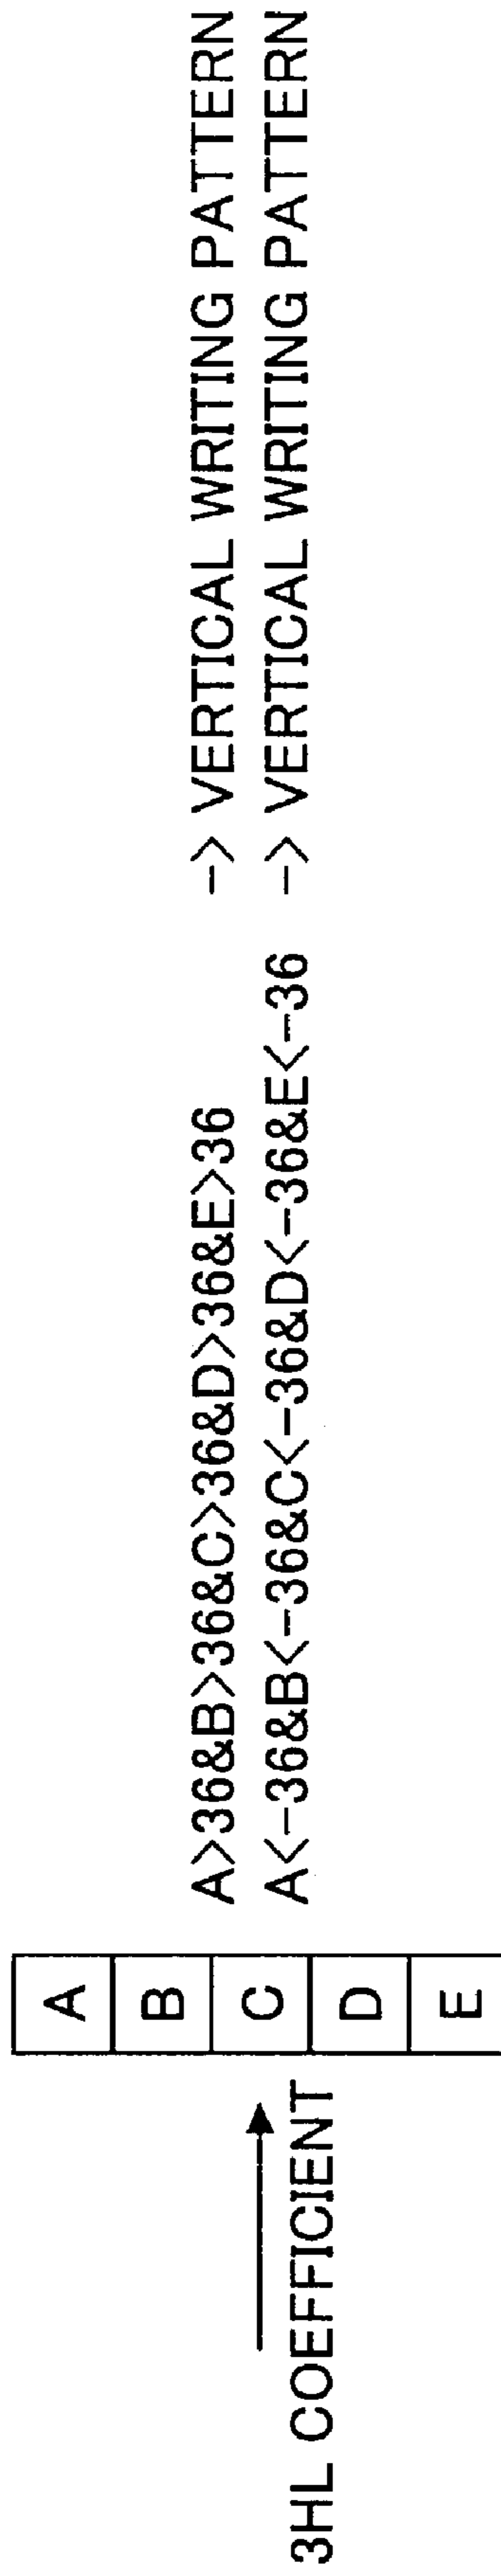 3HL COEFFICIENT
A
B
C
D
E
A>36&B>36&C>36&D>36&E>36 -> VERTICAL WRITING PATTERN
A<-36&B<-36&C<-36&D<-36&E<-36 -> VERTICAL WRITING PATTERN